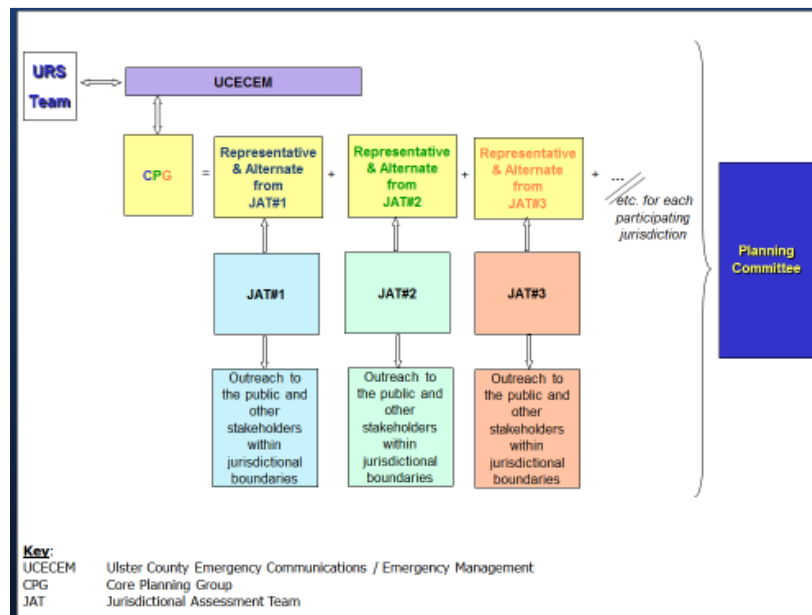 URS
Team
UCECEM
CPG
=
Representative
& Alternate
from
JAT#1
+
Representative
& Alternate
from
JAT#2
+
Representative
& Alternate
from
JAT#3
+
...
etc. for each
participating
jurisdiction
Planning
Committee
JAT#1
JAT#2
JAT#3
Outreach to
the public and
other
stakeholders
within
jurisdictional
boundaries
Outreach to
the public and
other
stakeholders
within
jurisdictional
boundaries
Outreach to
the public and
other
stakeholders
within
jurisdictional
boundaries
Key:
UCECEM Ulster County Emergency Communications / Emergency Management
CPG Core Planning Group
JAT Jurisdictional Assessment Team